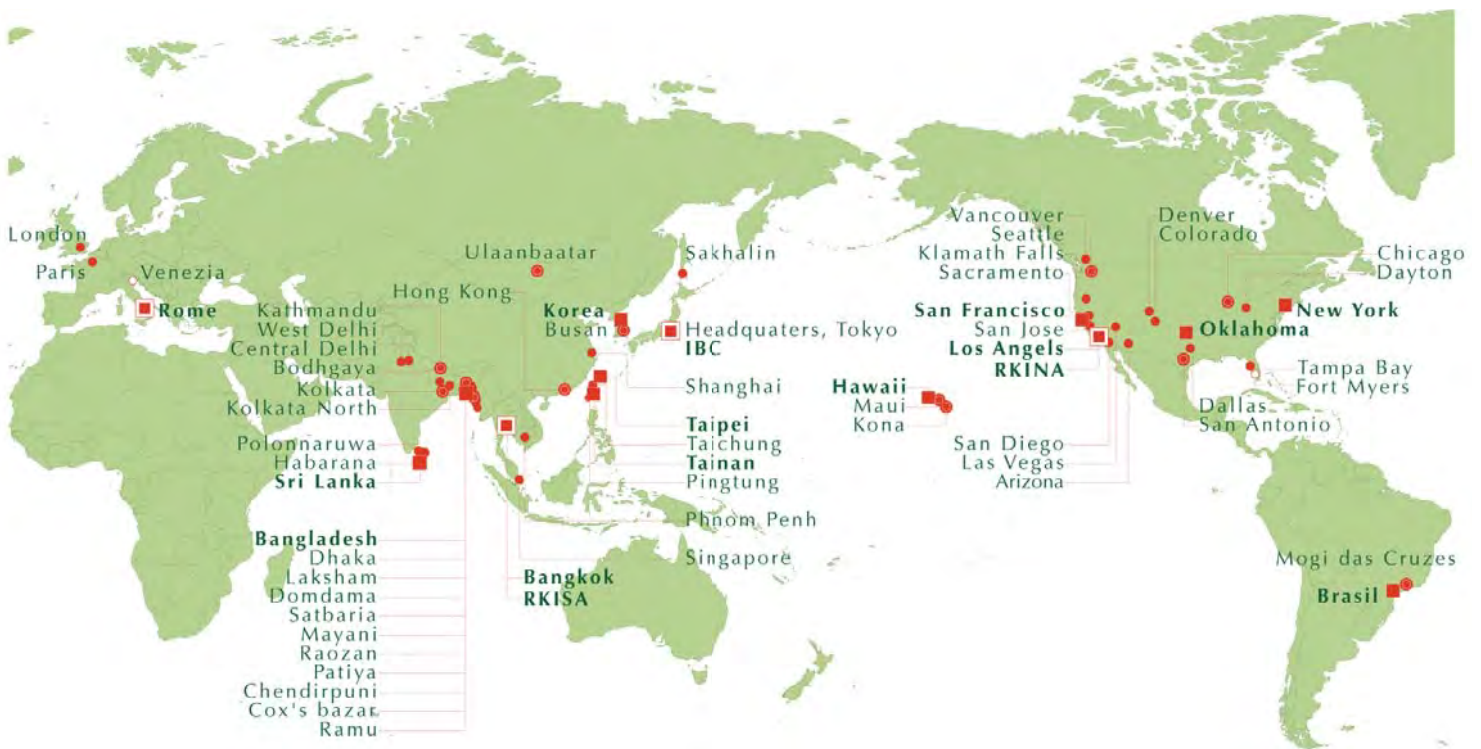 London
Paris
Venezia
Rome
Ulaanbaatar
Sakhalin
Hong Kong
Kathmandu
West Delhi
Central Delhi
Bodhgaya
Kolkata
Kolkata North
Polonnaruwa
Habarana
Sri Lanka
Bangladesh
Dhaka
Laksham
Domdama
Satbaria
Mayani
Raozan
Patiya
Chendirpuni
Cox's bazar
Ramu
Korea
Busan
Headquaters, Tokyo
IBC
Shanghai
Taipei
Taichung
Tainan
Pingtung
Phnom Penh
Singapore
Bangkok
RKISA
Hawaii
Maui
Kona
Vancouver
Seattle
Klamath Falls
Sacramento
San Francisco
San Jose
Los Angels
RKINA
San Diego
Las Vegas
Arizona
Denver
Colorado
Chicago
Dayton
New York
Oklahoma
Tampa Bay
Fort Myers
Dallas
San Antonio
Mogi das Cruzes
Brasil